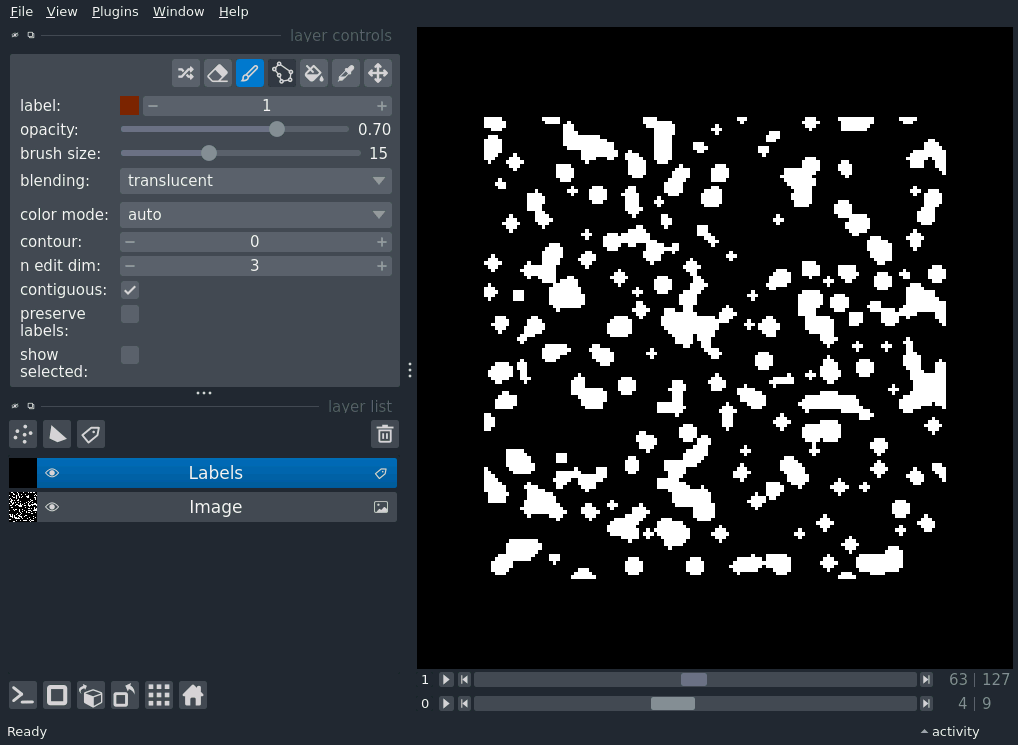 File View Plugins Window Help
layer controls
label: 1
opacity: 0.70
brush size: 15
blending: translucent
color mode: auto
contour: 0
n edit dim: 3
contiguous:
preserve
labels:
show
selected:
layer list
Labels
Image
1 63 | 127
0 4 | 9
Ready activity